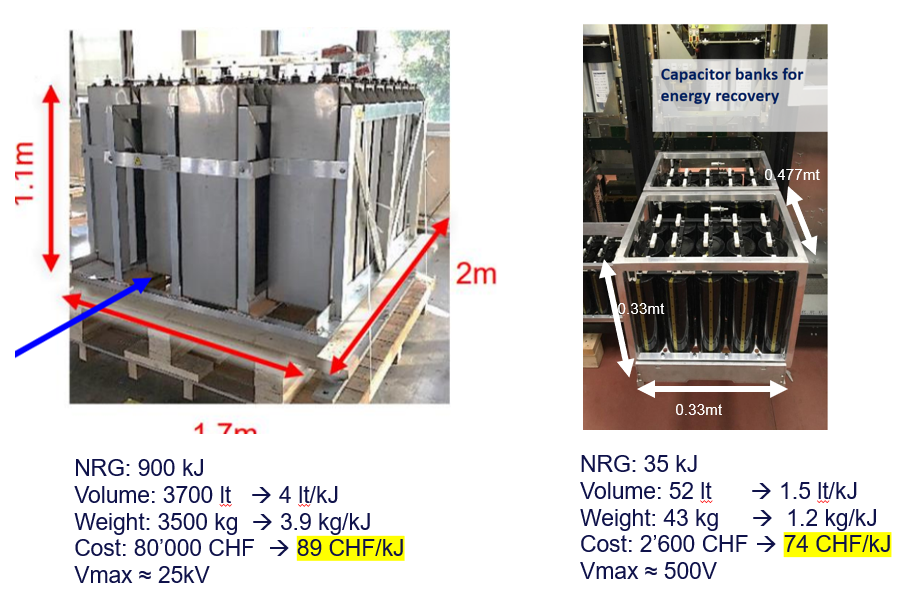 1.1m
2m
1.7m
NRG: 900 kJ
Volume: 3700 lt → 4 lt/kJ
Weight: 3500 kg → 3.9 kg/kJ
Cost: 80’000 CHF → 89 CHF/kJ
Vmax ≈ 25kV
Capacitor banks for
energy recovery
0.477mt
0.33mt
0.33mt
NRG: 35 kJ
Volume: 52 lt → 1.5 lt/kJ
Weight: 43 kg → 1.2 kg/kJ
Cost: 2’600 CHF → 74 CHF/kJ
Vmax ≈ 500V